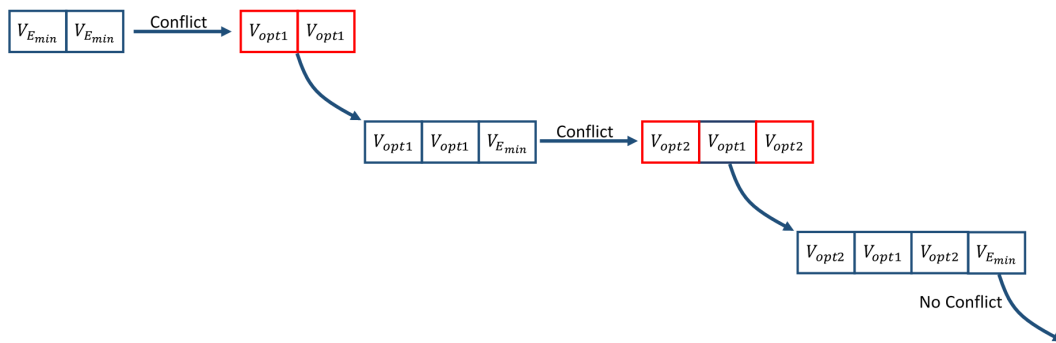 V_{E_{min}} V_{E_{min}} Conflict V_{opt1} V_{opt1}
V_{opt1} V_{opt1} V_{E_{min}} Conflict V_{opt2} V_{opt1} V_{opt2}
V_{opt2} V_{opt1} V_{opt2} V_{E_{min}}
No Conflict